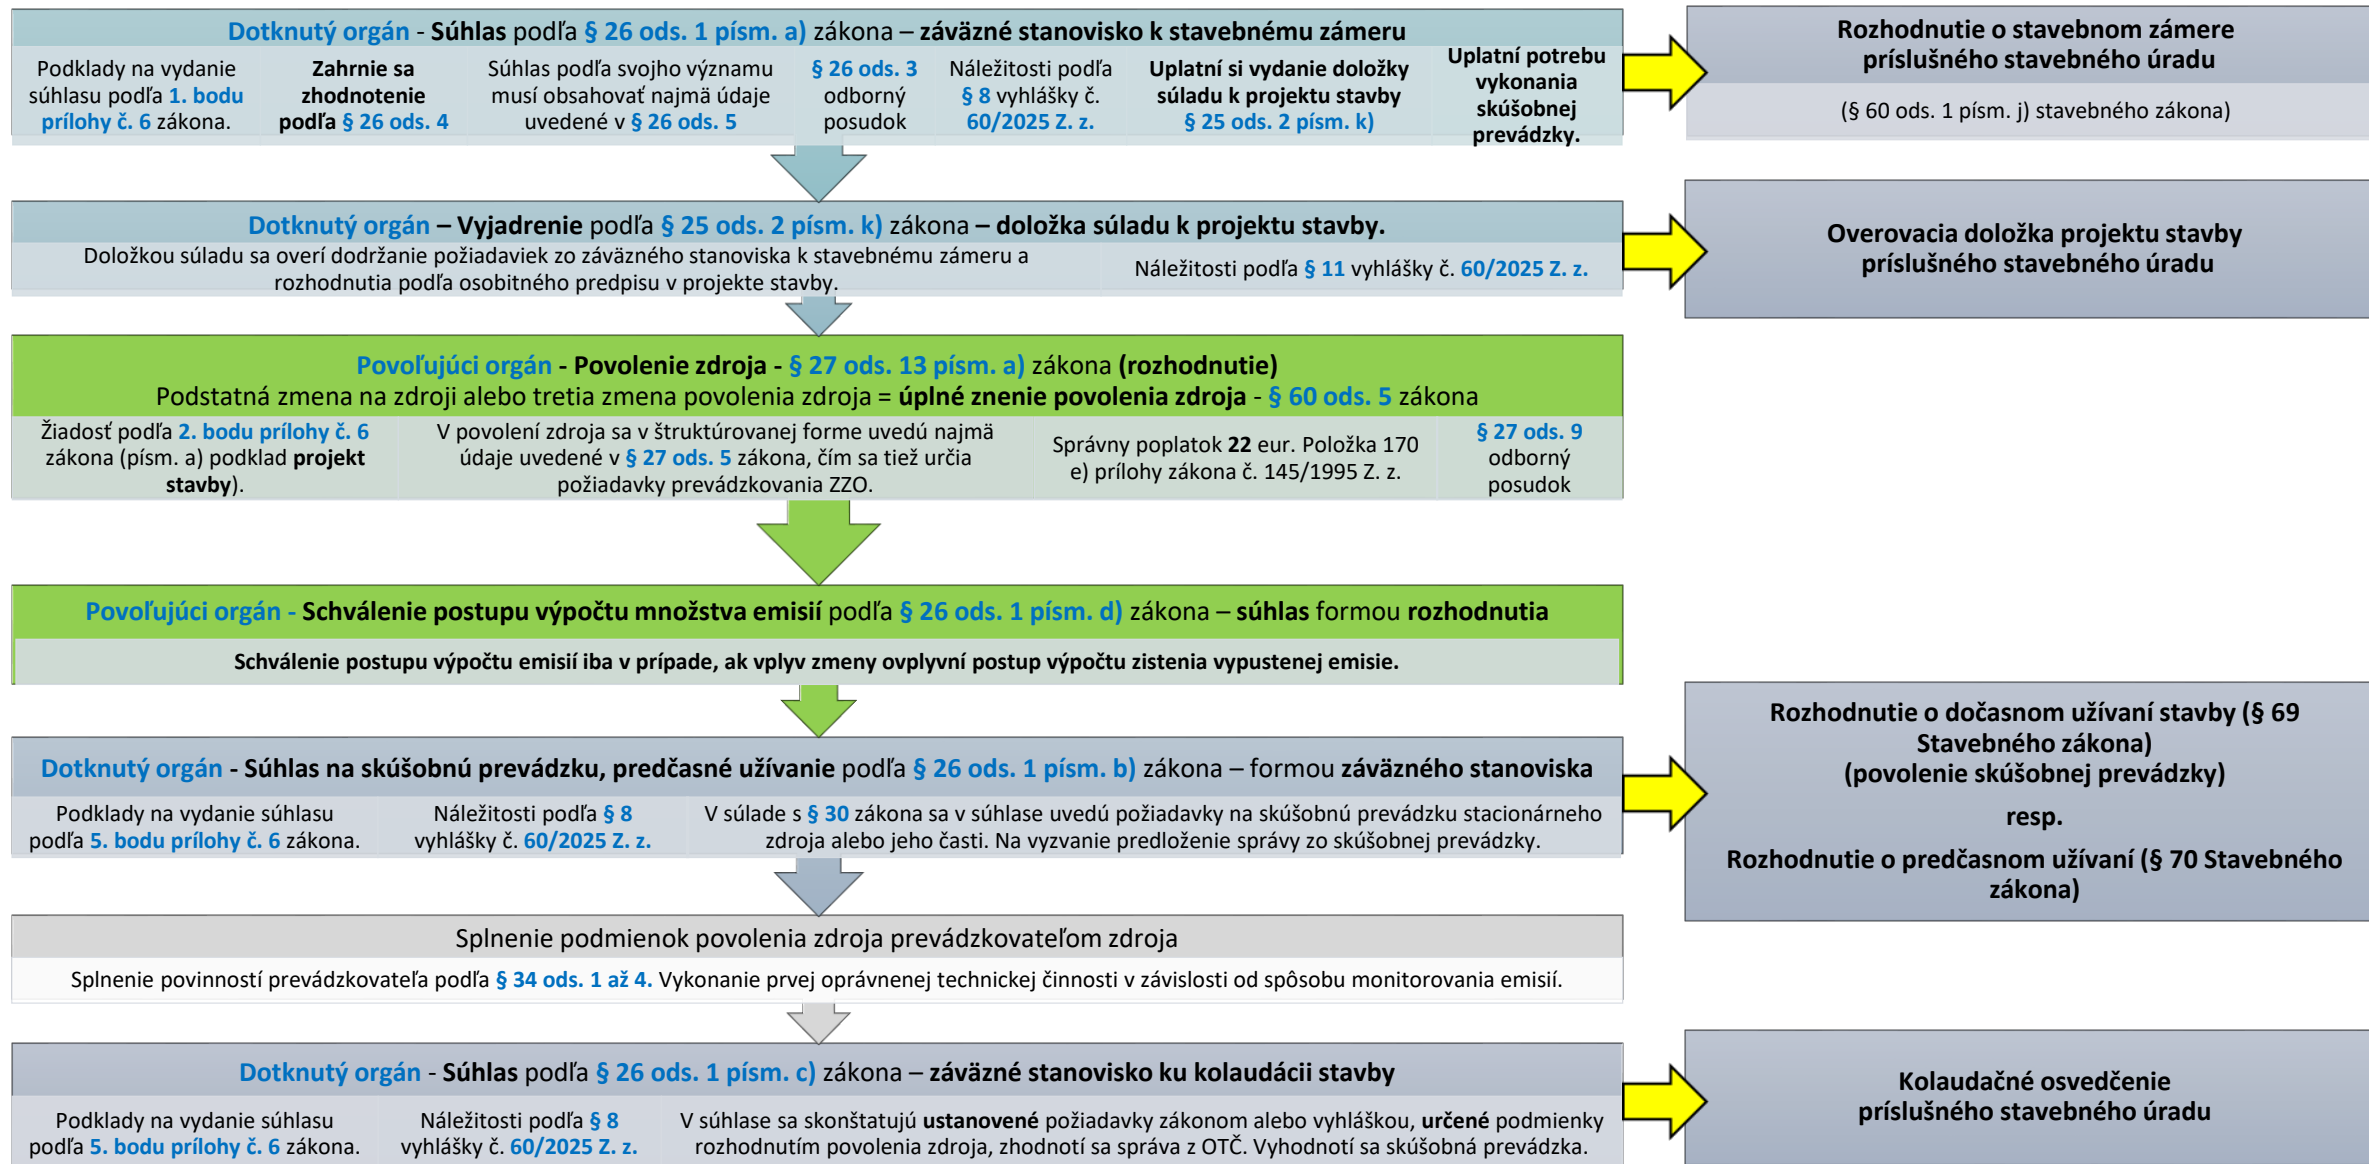 Dotknutý orgán - Súhlas podľa § 26 ods. 1 písm. a) zákona – záväzné stanovisko k stavebnému zámeru
Podklady na vydanie
súhlasu podľa 1. bodu
prílohy č. 6 zákona.
Zahrnie sa
zhodnotenie
podľa § 26 ods. 4
Súhlas podľa svojho významu
musí obsahovať najmä údaje
uvedené v § 26 ods. 5
§ 26 ods. 3
odborný
posudok
Náležitosti podľa
§ 8 vyhlášky č.
60/2025 Z. z.
Uplatní si vydanie doložky
súladu k projektu stavby
§ 25 ods. 2 písm. k)
Uplatní potrebu
vykonania
skúšobnej
prevádzky.
Rozhodnutie o stavebnom zámere
príslušného stavebného úradu
(§ 60 ods. 1 písm. j) stavebného zákona)
Dotknutý orgán – Vyjadrenie podľa § 25 ods. 2 písm. k) zákona – doložka súladu k projektu stavby.
Doložkou súladu sa overí dodržanie požiadaviek zo záväzného stanoviska k stavebnému zámeru a
rozhodnutia podľa osobitného predpisu v projekte stavby.
Náležitosti podľa § 11 vyhlášky č. 60/2025 Z. z.
Overovacia doložka projektu stavby
príslušného stavebného úradu
Povoľujúci orgán - Povolenie zdroja - § 27 ods. 13 písm. a) zákona (rozhodnutie)
Podstatná zmena na zdroji alebo tretia zmena povolenia zdroja = úplné znenie povolenia zdroja - § 60 ods. 5 zákona
Žiadosť podľa 2. bodu prílohy č. 6
zákona (písm. a) podklad projekt
stavby).
V povolení zdroja sa v štruktúrovanej forme uvedú najmä
údaje uvedené v § 27 ods. 5 zákona, čím sa tiež určia
požiadavky prevádzkovania ZZO.
Správny poplatok 22 eur. Položka 170
e) prílohy zákona č. 145/1995 Z. z.
§ 27 ods. 9
odborný
posudok
Povoľujúci orgán - Schválenie postupu výpočtu množstva emisií podľa § 26 ods. 1 písm. d) zákona – súhlas formou rozhodnutia
Schválenie postupu výpočtu emisií iba v prípade, ak vplyv zmeny ovplyvní postup výpočtu zistenia vypustenej emisie.
Dotknutý orgán - Súhlas na skúšobnú prevádzku, predčasné užívanie podľa § 26 ods. 1 písm. b) zákona – formou záväzného stanoviska
Podklady na vydanie súhlasu
podľa 5. bodu prílohy č. 6 zákona.
Náležitosti podľa § 8
vyhlášky č. 60/2025 Z. z.
V súlade s § 30 zákona sa v súhlase uvedú požiadavky na skúšobnú prevádzku stacionárneho
zdroja alebo jeho časti. Na vyzvanie predloženie správy zo skúšobnej prevádzky.
Rozhodnutie o dočasnom užívaní stavby (§ 69
Stavebného zákona)
(povolenie skúšobnej prevádzky)
resp.
Rozhodnutie o predčasnom užívaní (§ 70 Stavebného
zákona)
Splnenie podmienok povolenia zdroja prevádzkovateľom zdroja
Splnenie povinností prevádzkovateľa podľa § 34 ods. 1 až 4. Vykonanie prvej oprávnenej technickej činnosti v závislosti od spôsobu monitorovania emisií.
Dotknutý orgán - Súhlas podľa § 26 ods. 1 písm. c) zákona – záväzné stanovisko ku kolaudácii stavby
Podklady na vydanie súhlasu
podľa 5. bodu prílohy č. 6 zákona.
Náležitosti podľa § 8
vyhlášky č. 60/2025 Z. z.
V súhlase sa skonštatujú ustanovené požiadavky zákonom alebo vyhláškou, určené podmienky
rozhodnutím povolenia zdroja, zhodnotí sa správa z OTČ. Vyhodnotí sa skúšobná prevádzka.
Kolaudačné osvedčenie
príslušného stavebného úradu